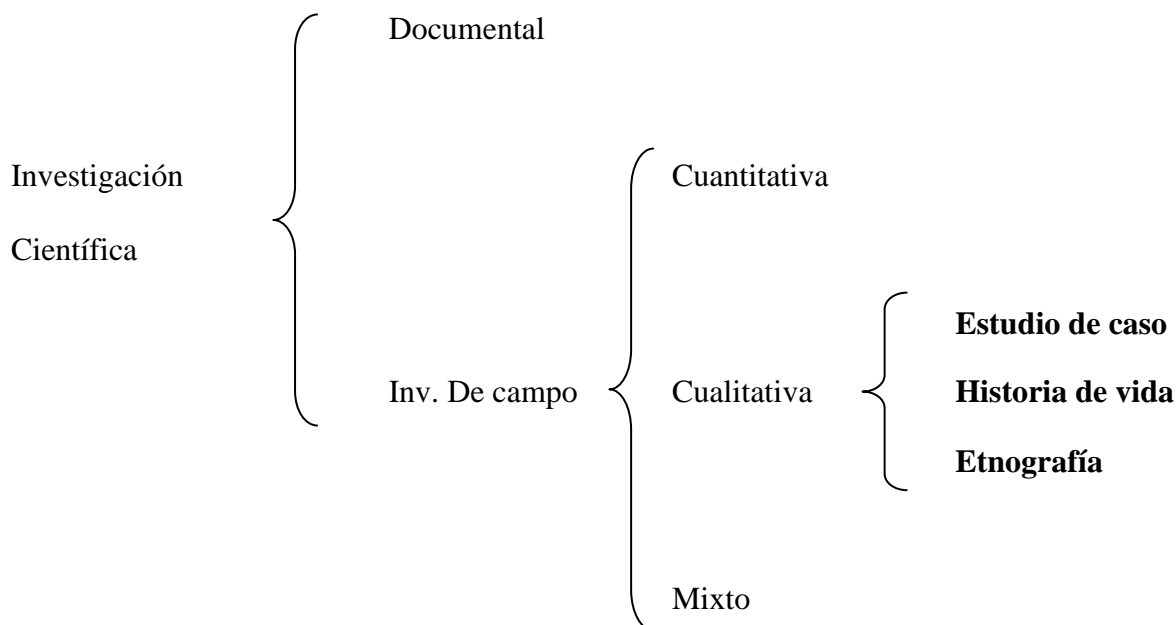 Documental
Investigación
Científica
Inv. De campo
Cuantitativa
Cualitativa
Mixto
Estudio de caso
Historia de vida
Etnografía